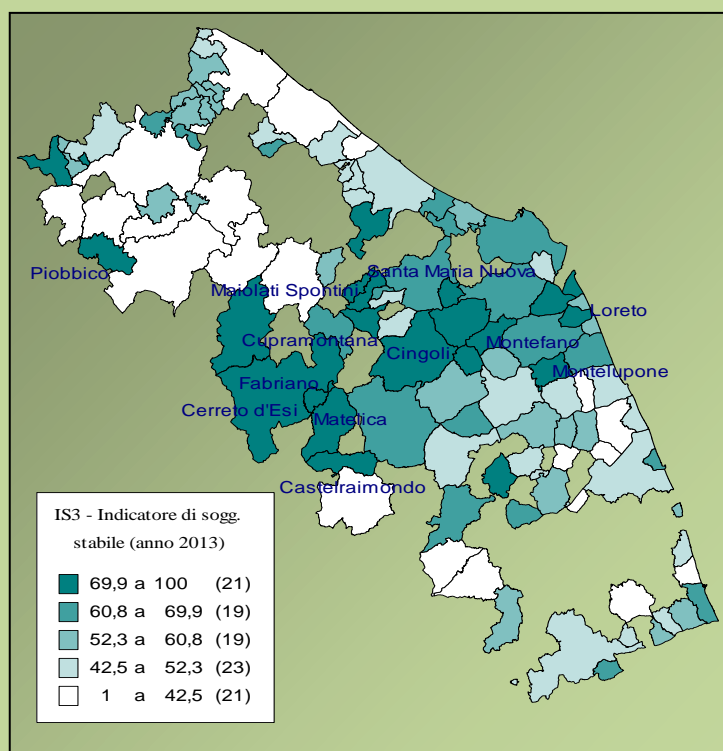 Piobbico
Maiolati Spontini
Santa Maria Nuova
Loreto
Cupramontana
Cingoli
Montefano
Montelupone
Fabriano
Cerreto d'Esi
Matelica
Castelraimondo
IS3 - Indicatore di sogg.
stabile (anno 2013)
69,9 a 100 (21)
60,8 a 69,9 (19)
52,3 a 60,8 (19)
42,5 a 52,3 (23)
1 a 42,5 (21)